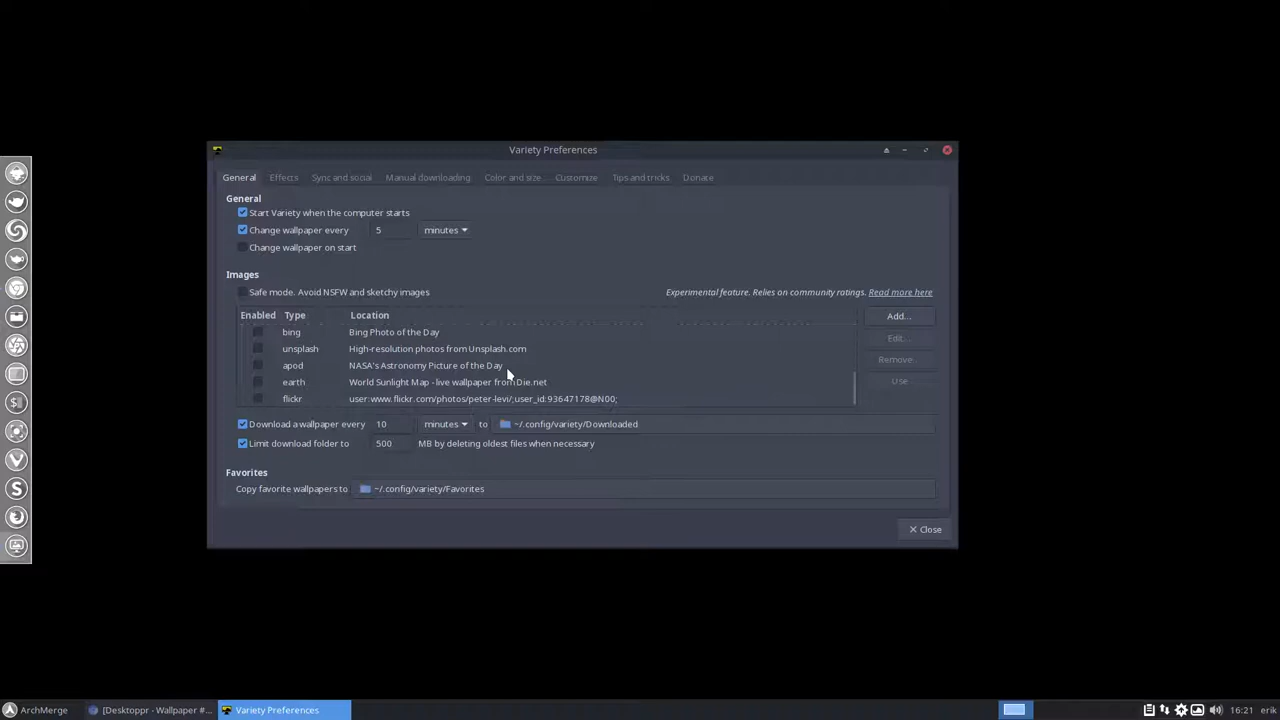 Variety Preferences
General Effects Sync and social Manual downloading Color and size Customize Tips and tricks Donate
General
Start Variety when the computer starts
Change wallpaper every 5 minutes
Change wallpaper on start
Images
Safe mode. Avoid NSFW and sketchy images Experimental feature. Relies on community ratings. Read more here
Enabled Type Location Add...
bing Bing Photo of the Day Edit...
unsplash High-resolution photos from Unsplash.com
apod NASA's Astronomy Picture of the Day Remove
earth World Sunlight Map - live wallpaper from Die.net Use
flickr user:www.flickr.com/photos/peter-levi/;user_id:93647178@N00;
Download a wallpaper every 10 minutes to ~/.config/variety/Downloaded
Limit download folder to 500 MB by deleting oldest files when necessary
Favorites
Copy favorite wallpapers to ~/.config/variety/Favorites
Close
ArchMerge [Desktoppr - Wallpaper #... Variety Preferences 16:21 erik